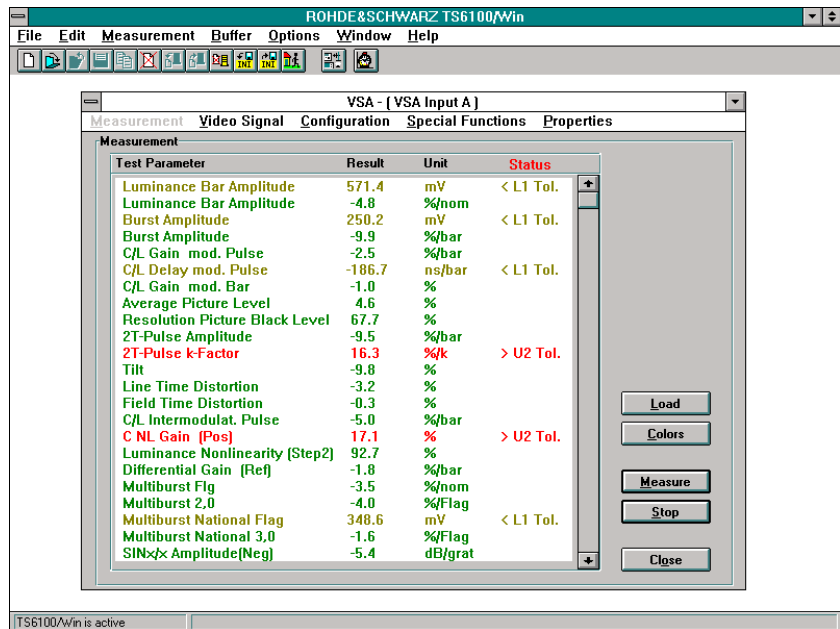 ROHDE&SCHWARZ TS6100/Win
File Edit Measurement Buffer Options Window Help
INI INI
VSA - ( VSA Input A )
Measurement Video Signal Configuration Special Functions Properties
Measurement
Test Parameter Result Unit Status
Luminance Bar Amplitude 571.4 mV < L1 Tol.
Luminance Bar Amplitude -4.8 %/nom
Burst Amplitude 250.2 mV < L1 Tol.
Burst Amplitude -9.9 %/bar
C/L Gain mod. Pulse -2.5 %/bar
C/L Delay mod. Pulse -186.7 ns/bar < L1 Tol.
C/L Gain mod. Bar -1.0 %
Average Picture Level 4.6 %
Resolution Picture Black Level 67.7 %
2T-Pulse Amplitude -9.5 %/bar
2T-Pulse k-Factor 16.3 %/k > U2 Tol.
Tilt -9.8 %
Line Time Distortion -3.2 %
Field Time Distortion -0.3 %
C/L Intermodulat. Pulse -5.0 %/bar
C NL Gain (Pos) 17.1 % > U2 Tol.
Luminance Nonlinearity (Step2) 92.7 %
Differential Gain (Ref) -1.8 %/bar
Multiburst Flg -3.5 %/nom
Multiburst 2,0 -4.0 %/Flag
Multiburst National Flag 348.6 mV < L1 Tol.
Multiburst National 3,0 -1.6 %/Flag
SINx/x Amplitude(Neg) -5.4 dB/grat
Load
Colors
Measure
Stop
Close
TS6100/Win is active